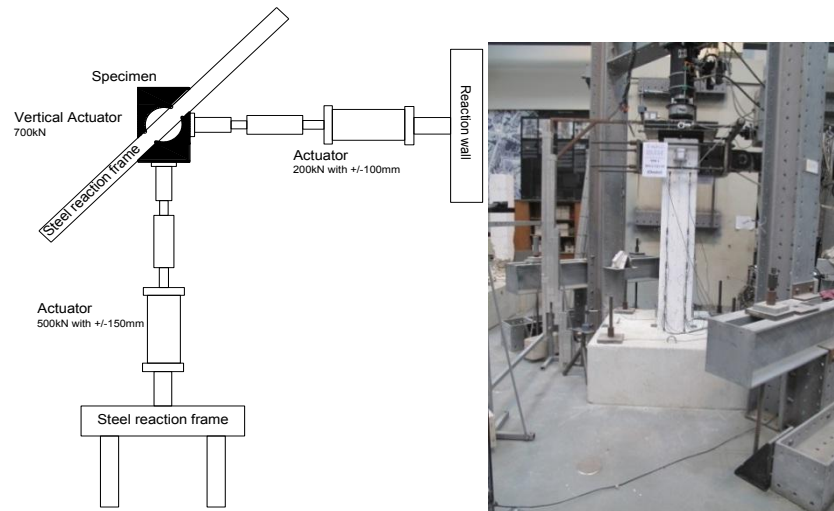 Specimen
Vertical Actuator
700kN
Steel reaction frame
Actuator
200kN with +/-100mm
Reaction wall
Actuator
500kN with +/-150mm
Steel reaction frame